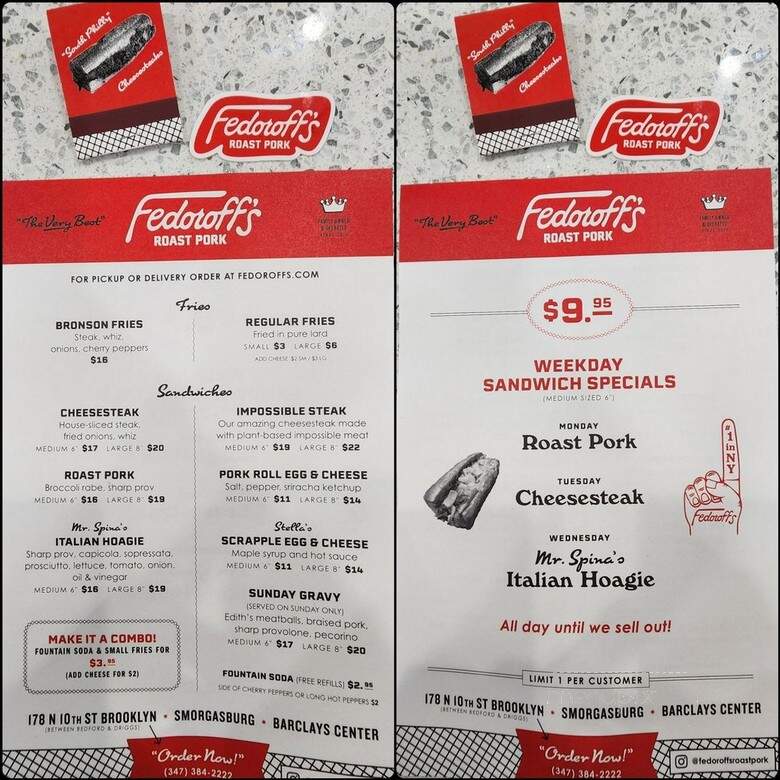 "South Philly"
Cheesesteaks
Fedoroff's
ROAST PORK
"The Very Best"
Fedoroff's
ROAST PORK
FAMILY OWNED
& OPERATED
FOR PICKUP OR DELIVERY ORDER AT FEDOROFFS.COM
Fries
BRONSON FRIES
Steak, whiz,
onions, cherry peppers
$16
REGULAR FRIES
Fried in pure lard
SMALL $3 LARGE $6
ADD CHEESE $2 SM / $3 LG
Sandwiches
CHEESESTEAK
House-sliced steak,
fried onions, whiz
MEDIUM 6" $17 LARGE 8" $20
ROAST PORK
Broccoli rabe, sharp prov
MEDIUM 6" $16 LARGE 8" $19
Mr. Spina's
ITALIAN HOAGIE
Sharp prov, capicola, sopressata,
prosciutto, lettuce, tomato, onion,
oil & vinegar
MEDIUM 6" $16 LARGE 8" $19
MAKE IT A COMBO!
FOUNTAIN SODA & SMALL FRIES FOR
$3.95
(ADD CHEESE FOR $2)
IMPOSSIBLE STEAK
Our amazing cheesesteak made
with plant-based impossible meat
MEDIUM 6" $19 LARGE 8" $22
PORK ROLL EGG & CHEESE
Salt, pepper, sriracha ketchup
MEDIUM 6" $11 LARGE 8" $14
Stella's
SCRAPPLE EGG & CHEESE
Maple syrup and hot sauce
MEDIUM 6" $11 LARGE 8" $14
SUNDAY GRAVY
(SERVED ON SUNDAY ONLY)
Edith's meatballs, braised pork,
sharp provolone, pecorino
MEDIUM 6" $17 LARGE 8" $20
FOUNTAIN SODA (FREE REFILLS) $2.95
SIDE OF CHERRY PEPPERS OR LONG HOT PEPPERS $2
178 N 10TH ST BROOKLYN • SMORGASBURG • BARCLAYS CENTER
(BETWEEN BEDFORD & DRIGGS)
"Order Now!"
(347) 384-2222
"South Philly"
Cheesesteaks
Fedoroff's
ROAST PORK
"The Very Best"
Fedoroff's
ROAST PORK
FAMILY OWNED
& OPERATED
$9.95
WEEKDAY
SANDWICH SPECIALS
(MEDIUM SIZED 6")
MONDAY
Roast Pork
TUESDAY
Cheesesteak
WEDNESDAY
Mr. Spina's
Italian Hoagie
#1 in NY
Fedoroff's
All day until we sell out!
LIMIT 1 PER CUSTOMER
178 N 10TH ST BROOKLYN • SMORGASBURG • BARCLAYS CENTER
(BETWEEN BEDFORD & DRIGGS)
"Order Now!"
(347) 384-2222
@fedoroffsroastpork